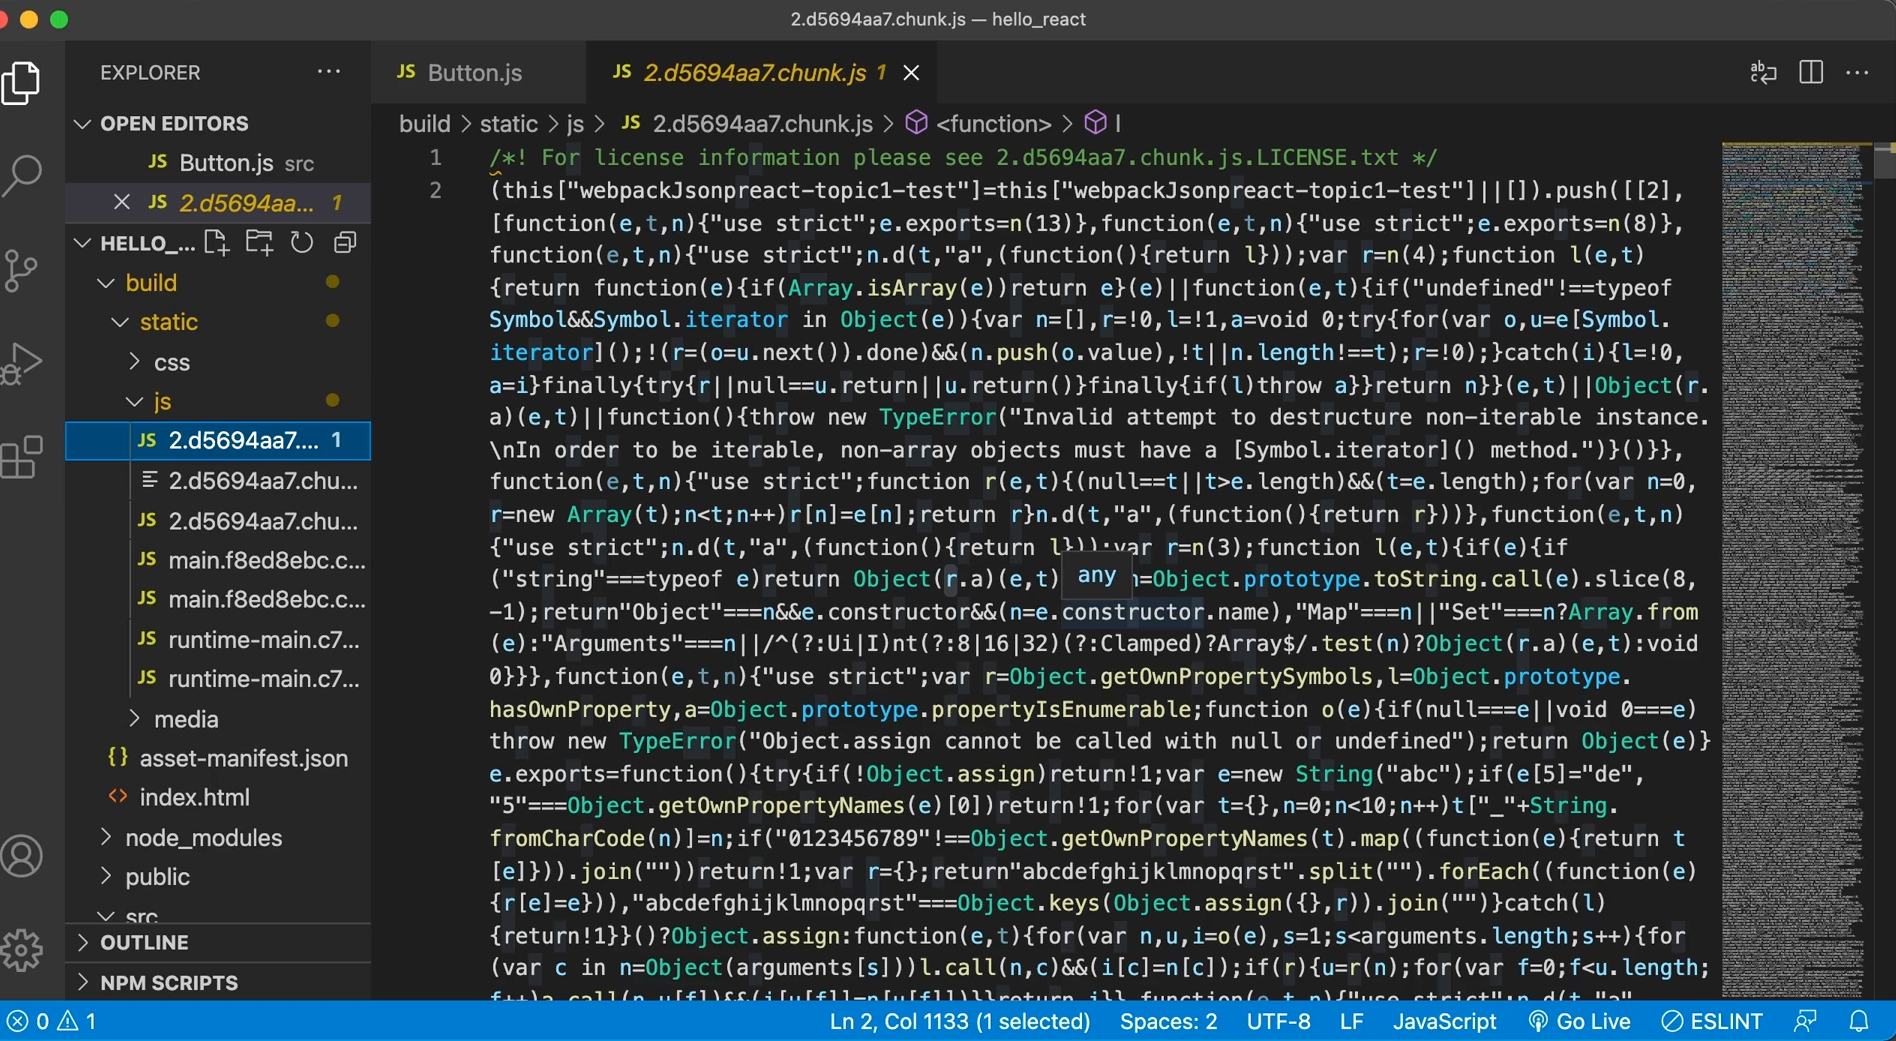 2.d5694aa7.chunk.js — hello_react
EXPLORER
JS Button.js
JS 2.d5694aa7.chunk.js 1
OPEN EDITORS
JS Button.js src
JS 2.d5694aa... 1
HELLO_...
build
static
css
js
JS 2.d5694aa7.... 1
2.d5694aa7.chu...
JS 2.d5694aa7.chu...
JS main.f8ed8ebc.c...
JS main.f8ed8ebc.c...
JS runtime-main.c7...
JS runtime-main.c7...
media
{} asset-manifest.json
<> index.html
node_modules
public
src
OUTLINE
NPM SCRIPTS
build > static > js > JS 2.d5694aa7.chunk.js > <function> > l
1 /*! For license information please see 2.d5694aa7.chunk.js.LICENSE.txt */
2 (this["webpackJsonpreact-topic1-test"]=this["webpackJsonpreact-topic1-test"]||[]).push([[2],
[function(e,t,n){"use strict";e.exports=n(13)},function(e,t,n){"use strict";e.exports=n(8)},
function(e,t,n){"use strict";n.d(t,"a",(function(){return l}));var r=n(4);function l(e,t)
{return function(e){if(Array.isArray(e))return e}(e)||function(e,t){if("undefined"!==typeof
Symbol&&Symbol.iterator in Object(e)){var n=[],r=!0,l=!1,a=void 0;try{for(var o,u=e[Symbol.
iterator]();!(r=(o=u.next()).done)&&(n.push(o.value),!t||n.length!==t);r=!0);}catch(i){l=!0,
a=i}finally{try{r||null==u.return||u.return()}finally{if(l)throw a}}return n}}(e,t)||Object(r.
a)(e,t)||function(){throw new TypeError("Invalid attempt to destructure non-iterable instance.
\nIn order to be iterable, non-array objects must have a [Symbol.iterator]() method.")}()}},
function(e,t,n){"use strict";function r(e,t){(null==t||t>e.length)&&(t=e.length);for(var n=0,
r=new Array(t);n<t;n++)r[n]=e[n];return r}n.d(t,"a",(function(){return r}))},function(e,t,n)
{"use strict";n.d(t,"a",(function(){return l}));var r=n(3);function l(e,t){if(e){if
("string"===typeof e)return Object(r.a)(e,t) any =Object.prototype.toString.call(e).slice(8,
-1);return"Object"===n&&e.constructor&&(n=e.constructor.name),"Map"===n||"Set"===n?Array.from
(e):"Arguments"===n||/^(?:Ui|I)nt(?:8|16|32)(?:Clamped)?Array$/.test(n)?Object(r.a)(e,t):void
0}}},function(e,t,n){"use strict";var r=Object.getOwnPropertySymbols,l=Object.prototype.
hasOwnProperty,a=Object.prototype.propertyIsEnumerable;function o(e){if(null===e||void 0===e)
throw new TypeError("Object.assign cannot be called with null or undefined");return Object(e)}
e.exports=function(){try{if(!Object.assign)return!1;var e=new String("abc");if(e[5]="de",
"5"===Object.getOwnPropertyNames(e)[0])return!1;for(var t={},n=0;n<10;n++)t["_"+String.
fromCharCode(n)]=n;if("0123456789"!==Object.getOwnPropertyNames(t).map((function(e){return t
[e]})).join(""))return!1;var r={};return"abcdefghijklmnopqrst".split("").forEach((function(e)
{r[e]=e})),"abcdefghijklmnopqrst"===Object.keys(Object.assign({},r)).join("")}catch(l)
{return!1}}()?Object.assign:function(e,t){for(var n,u,i=o(e),s=1;s<arguments.length;s++){for
(var c in n=Object(arguments[s]))l.call(n,c)&&(i[c]=n[c]);if(r){u=r(n);for(var f=0;f<u.length;
f++)a.call(n,u[f])&&(i[u[f]]=n[u[f]])}}return i}},function(e,t,n){"use strict";n.d(t,"a",
0 1
Ln 2, Col 1133 (1 selected) Spaces: 2 UTF-8 LF JavaScript Go Live ESLINT